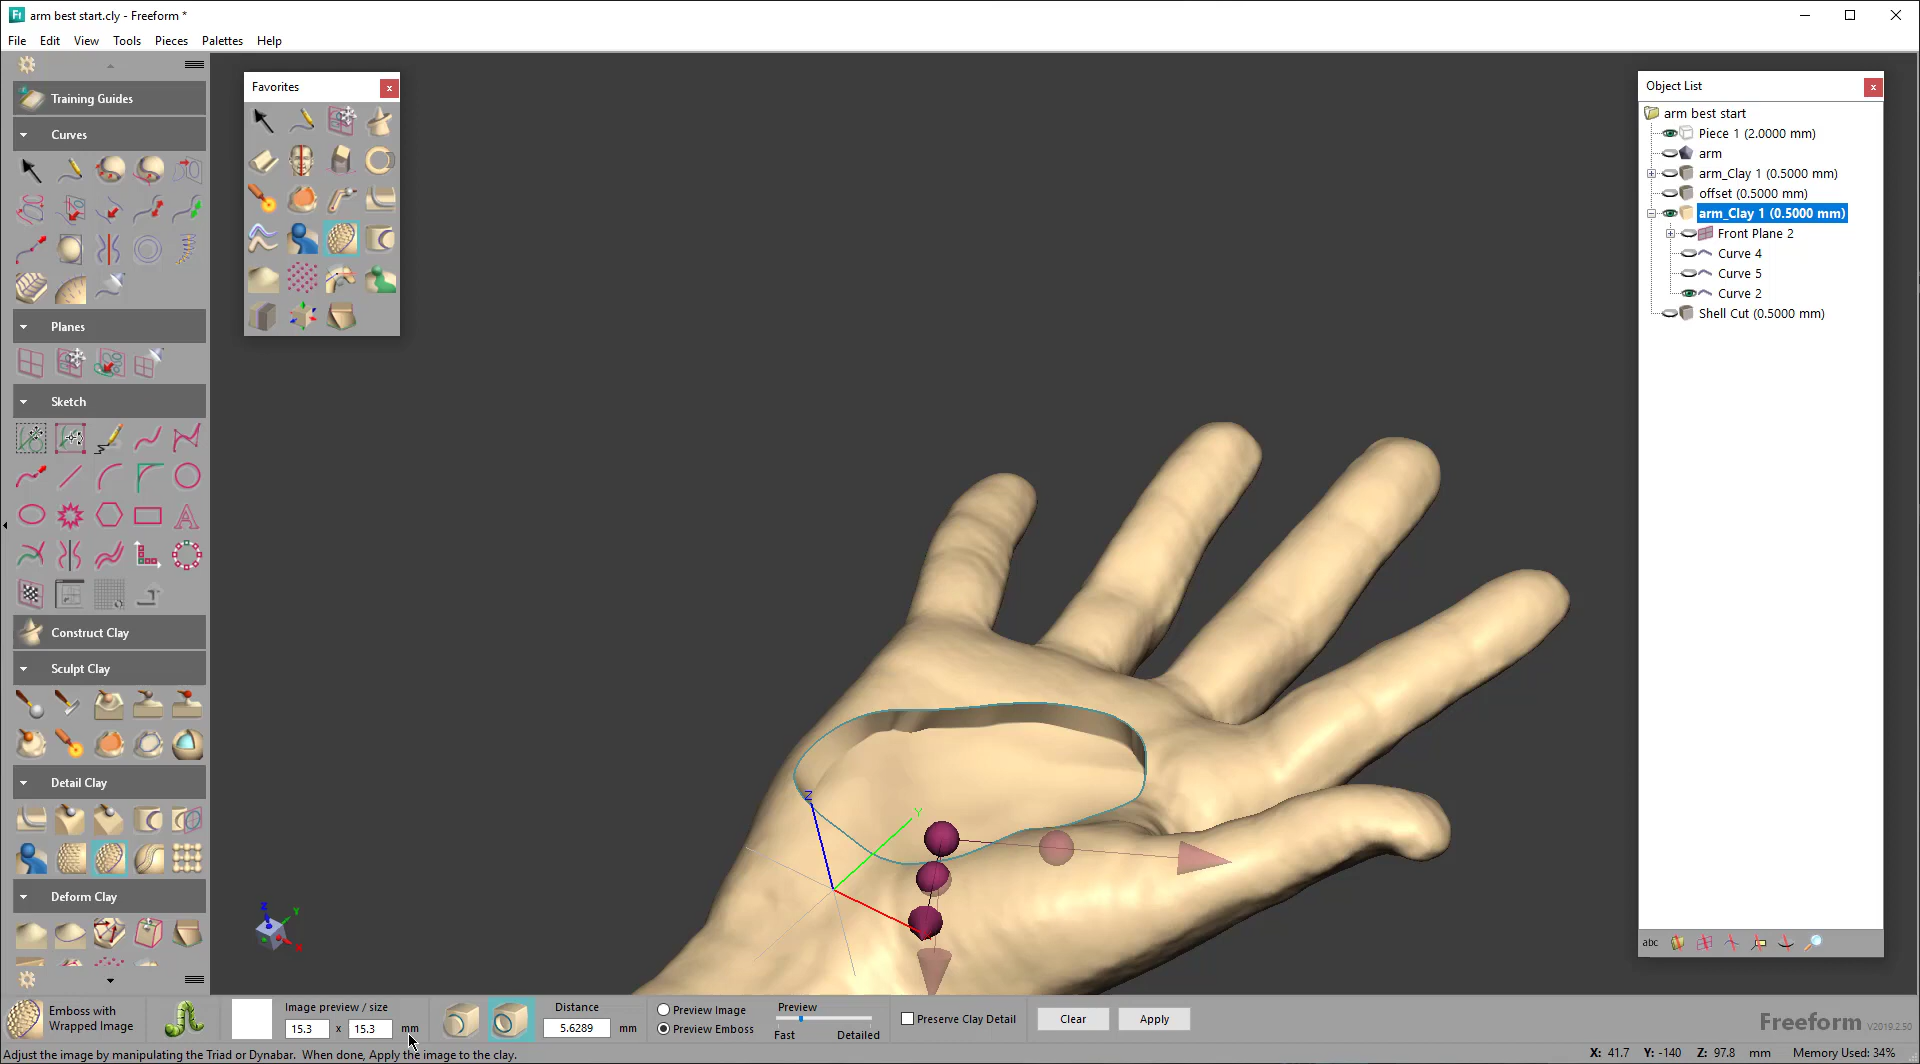 arm best start.cly - Freeform *
File Edit View Tools Pieces Palettes Help
Training Guides
Curves
Planes
Sketch
Construct Clay
Sculpt Clay
Detail Clay
Deform Clay
Favorites
x
Object List
x
arm best start
Piece 1 (2.0000 mm)
arm
arm_Clay 1 (0.5000 mm)
offset (0.5000 mm)
arm_Clay 1 (0.5000 mm)
Front Plane 2
Curve 4
Curve 5
Curve 2
Shell Cut (0.5000 mm)
abc
Z
Y
Z
Y
X
Emboss with
Wrapped Image
Image preview / size
15.3 x 15.3 mm
Distance
5.6289 mm
Preview Image
Preview Emboss
Preview
Fast Detailed
Preserve Clay Detail
Clear
Apply
Freeform V2019.2.50
Adjust the image by manipulating the Triad or Dynabar. When done, Apply the image to the clay.
X: 41.7 Y: -140 Z: 97.8 mm Memory Used: 34%